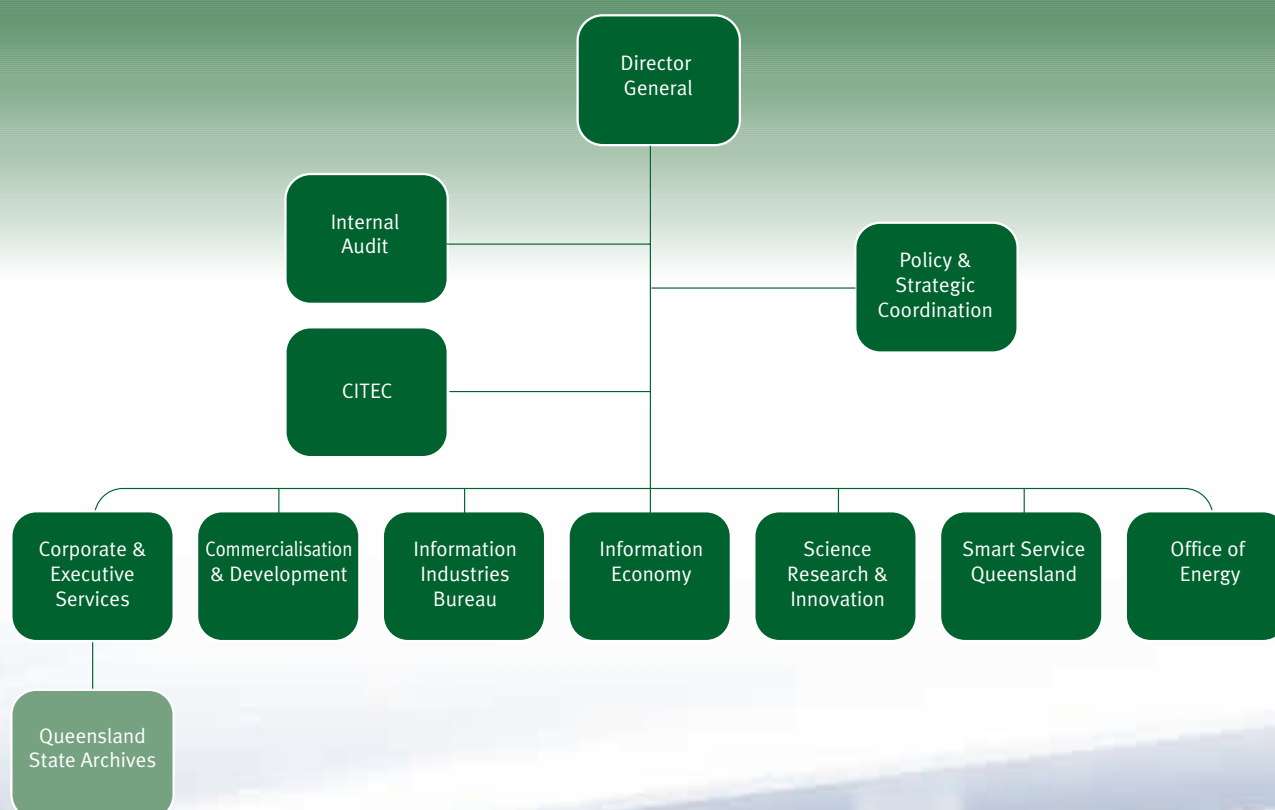 Director
General
Internal
Audit
Policy &
Strategic
Coordination
CITEC
Corporate &
Executive
Services
Commercialisation
& Development
Information
Industries
Bureau
Information
Economy
Science
Research &
Innovation
Smart Service
Queensland
Office of
Energy
Queensland
State Archives